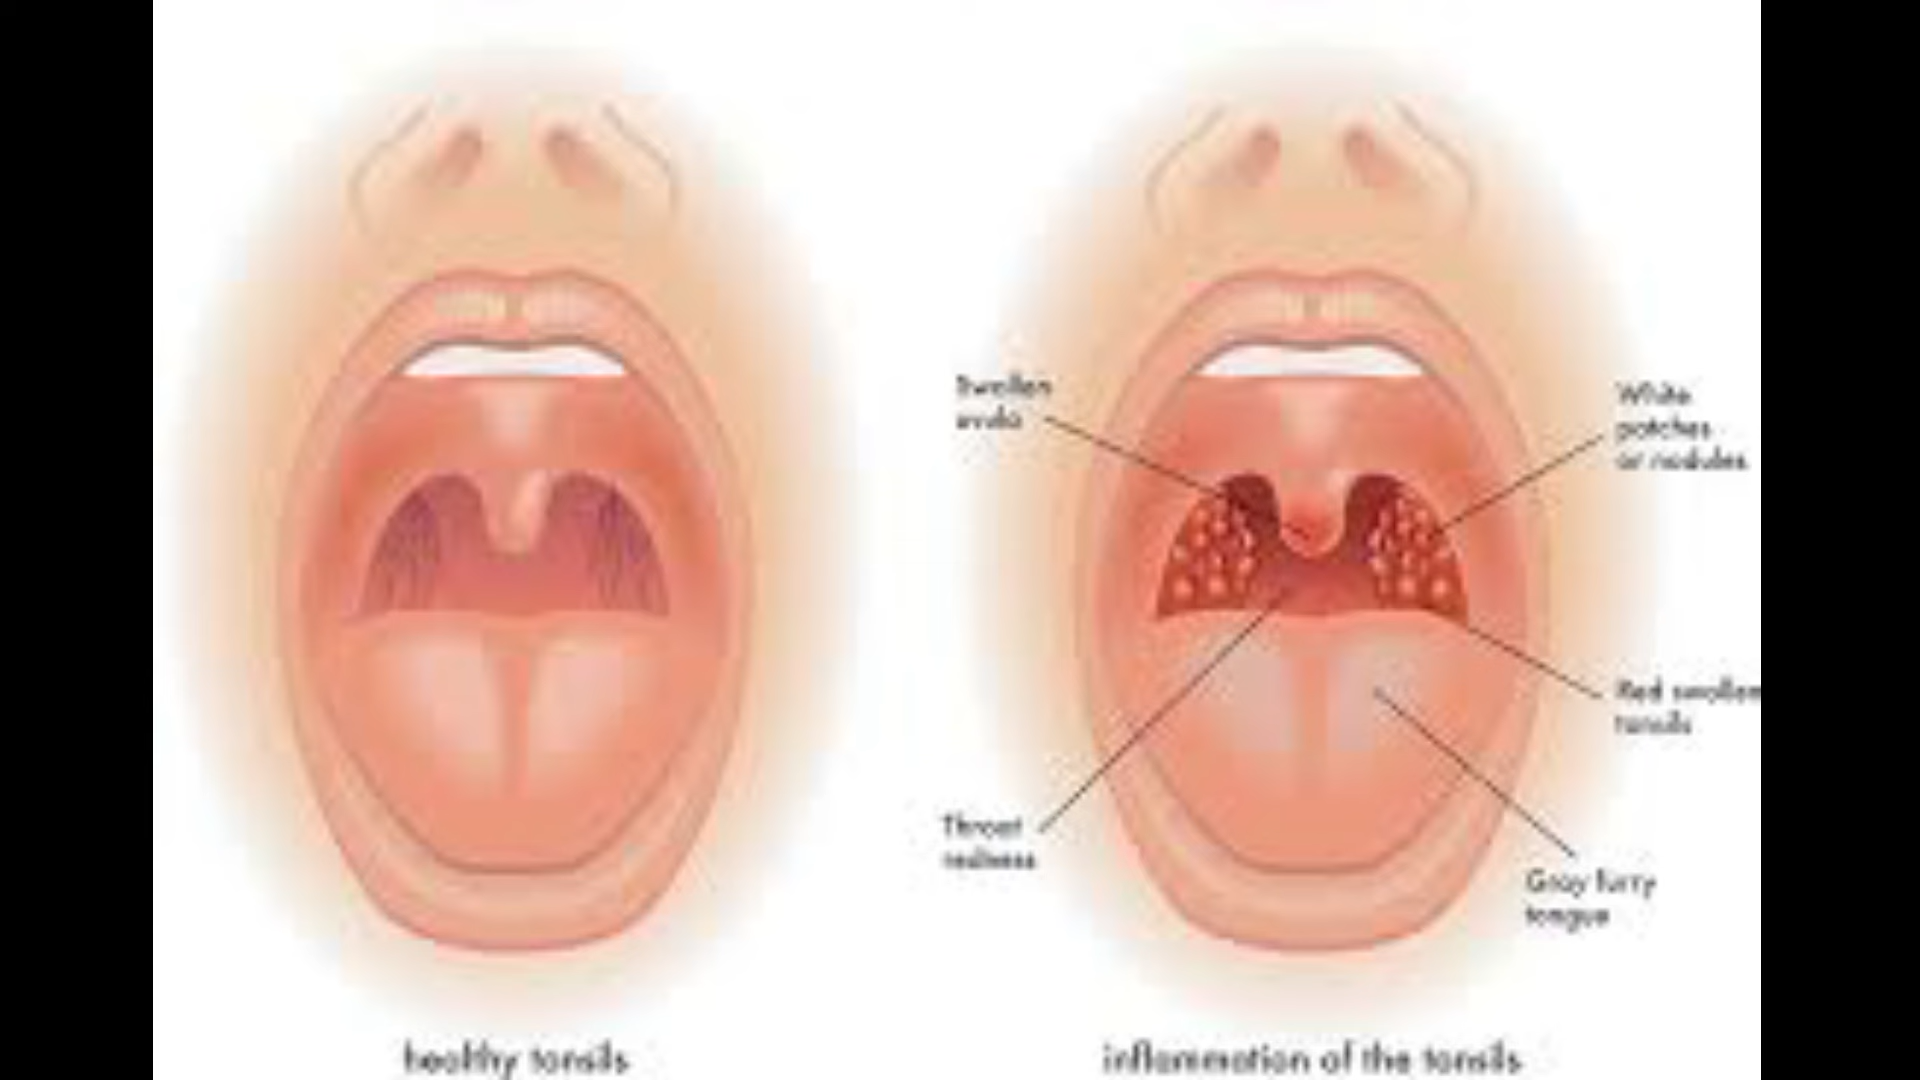 Swollen
uvula
White
patches
or nodules
Red swollen
tonsils
Throat
redness
Gray furry
tongue
healthy tonsils
inflammation of the tonsils